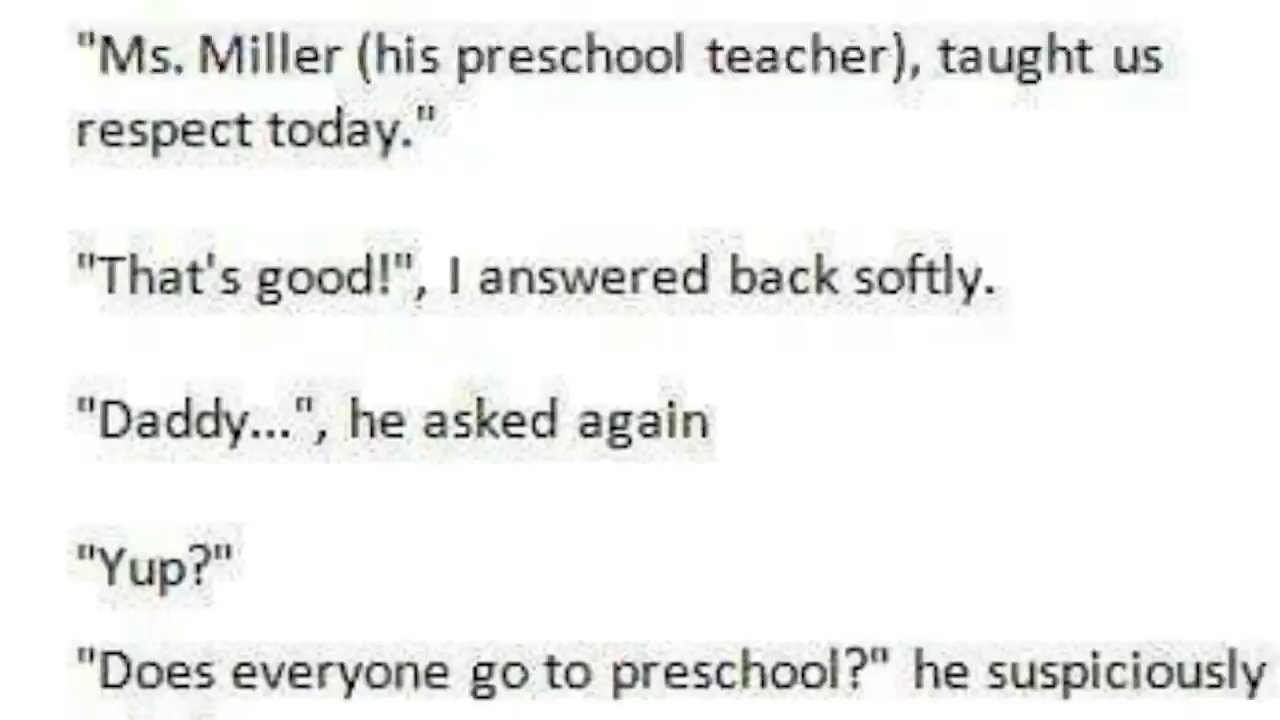 "Ms. Miller (his preschool teacher), taught us
respect today."
"That's good!", I answered back softly.
"Daddy...", he asked again
"Yup?"
"Does everyone go to preschool?" he suspiciously